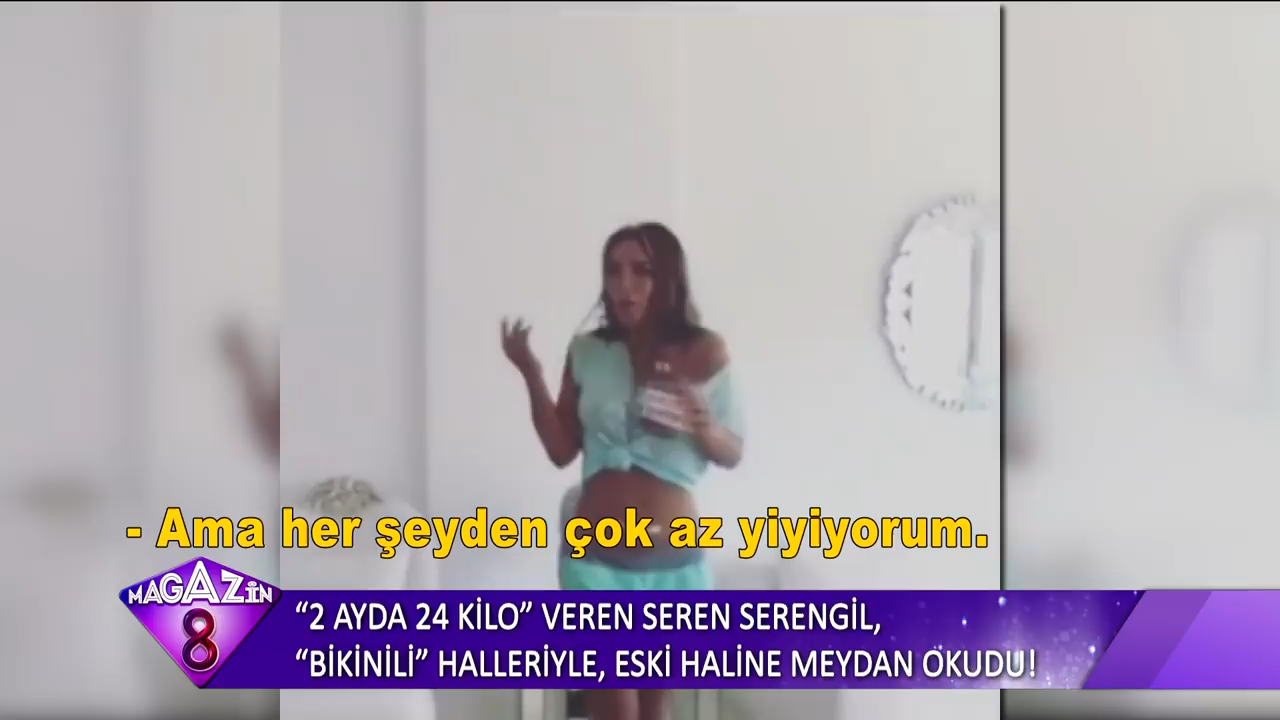 - Ama her şeyden çok az yiyiyorum.
MAGAZİN
8
“2 AYDA 24 KİLO” VEREN SEREN SERENGİL,
“BİKİNİLİ” HALLERİYLE, ESKİ HALİNE MEYDAN OKUDU!